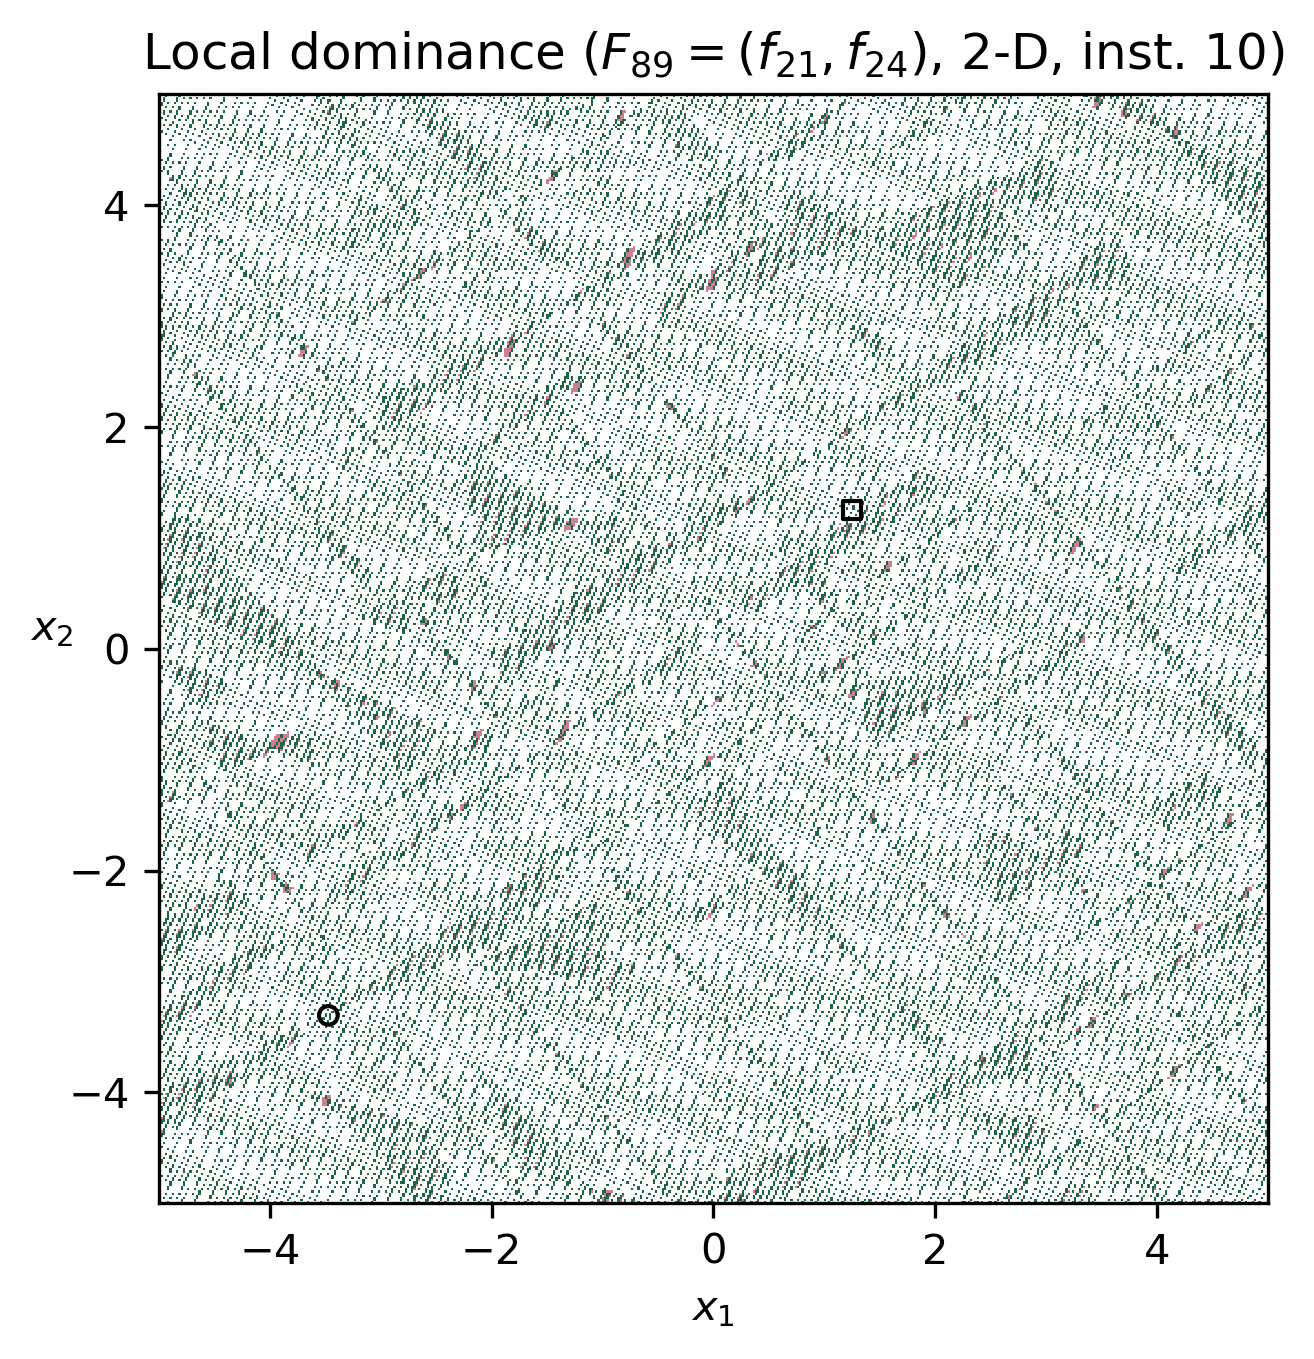 Local dominance (F₈₉ = (f₂₁, f₂₄), 2-D, inst. 10)
4
2
x₂ 0
−2
−4
−4 −2 0 2 4
x₁